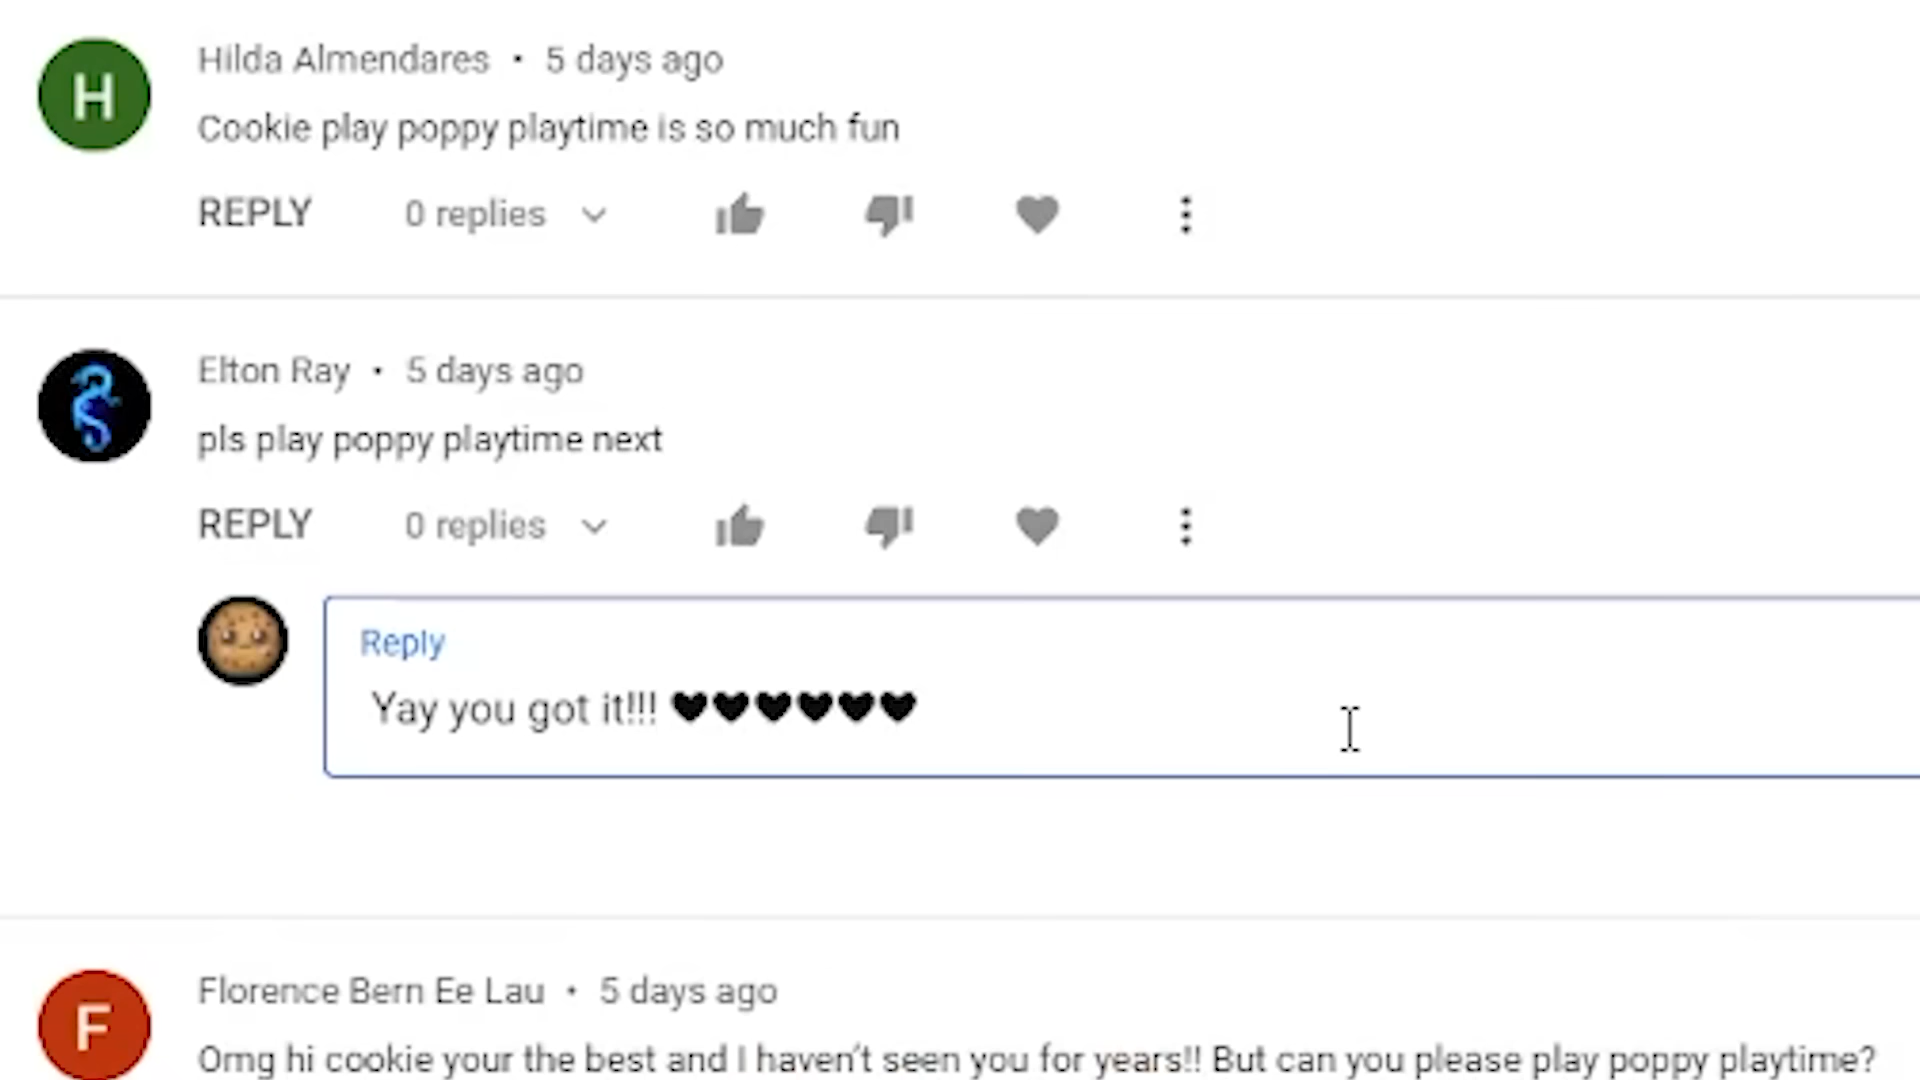 H
Hilda Almendares • 5 days ago
Cookie play poppy playtime is so much fun
REPLY 0 replies
Elton Ray • 5 days ago
pls play poppy playtime next
REPLY 0 replies
Reply
Yay you got it!!! ♥♥♥♥♥♥
F
Florence Bern Ee Lau • 5 days ago
Omg hi cookie your the best and I haven't seen you for years!! But can you please play poppy playtime?